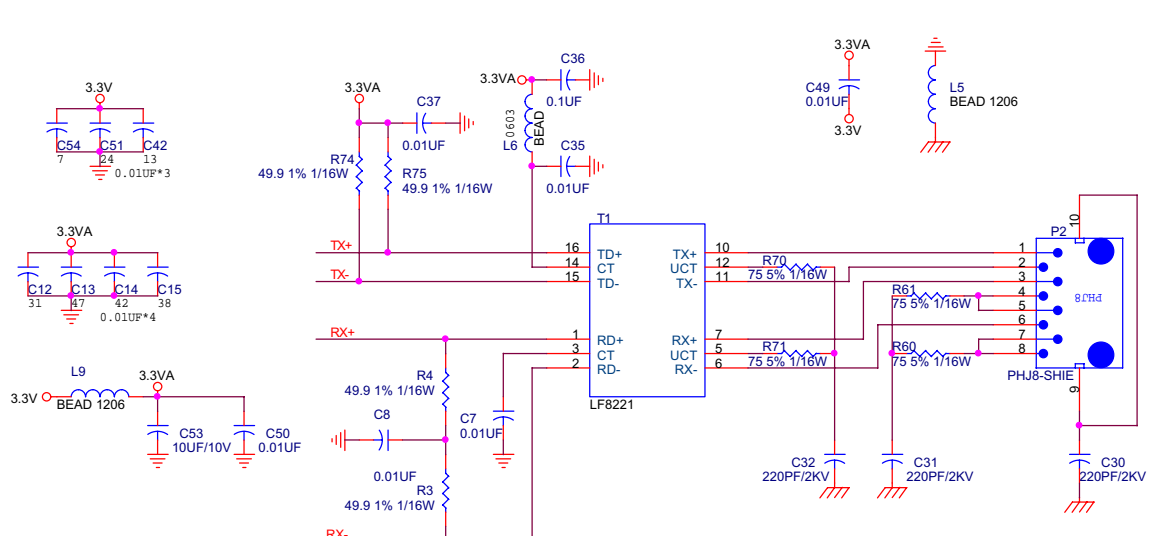 3.3V
C54
C51
C42
7
24
13
0.01UF*3
3.3VA
C12
C13
C14
C15
31
47
42
38
0.01UF*4
L9
3.3V
BEAD 1206
3.3VA
C53
10UF/10V
C50
0.01UF
3.3VA
C37
0.01UF
R74
49.9 1% 1/16W
R75
49.9 1% 1/16W
3.3VA
C36
0.1UF
L6
0603
BEAD
C35
0.01UF
TX+
TX-
RX+
RX-
R4
49.9 1% 1/16W
C8
0.01UF
R3
49.9 1% 1/16W
C7
0.01UF
T1
16
14
15
1
3
2
TD+
CT
TD-
RD+
CT
RD-
TX+
UCT
TX-
RX+
UCT
RX-
10
12
11
7
5
6
LF8221
R70
75 5% 1/16W
R71
75 5% 1/16W
R61
75 5% 1/16W
R60
75 5% 1/16W
3.3VA
C49
0.01UF
3.3V
L5
BEAD 1206
P2
10
1
2
3
4
5
6
7
8
PHJ8
PHJ8-SHIE
9
C32
220PF/2KV
C31
220PF/2KV
C30
220PF/2KV